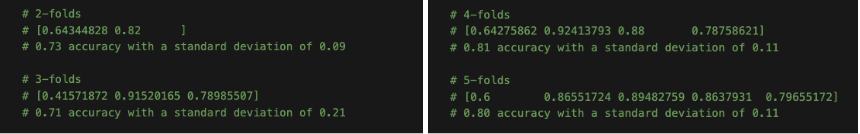 # 2-folds
# [0.64344828 0.82      ]
# 0.73 accuracy with a standard deviation of 0.09
# 3-folds
# [0.41571872 0.92520165 0.78985507]
# 0.71 accuracy with a standard deviation of 0.21
# 4-folds
# [0.64275862 0.92413793 0.88       0.78758621]
# 0.81 accuracy with a standard deviation of 0.11
# 5-folds
# [0.6        0.86551724 0.89482759 0.8637931  0.79655172]
# 0.80 accuracy with a standard deviation of 0.11